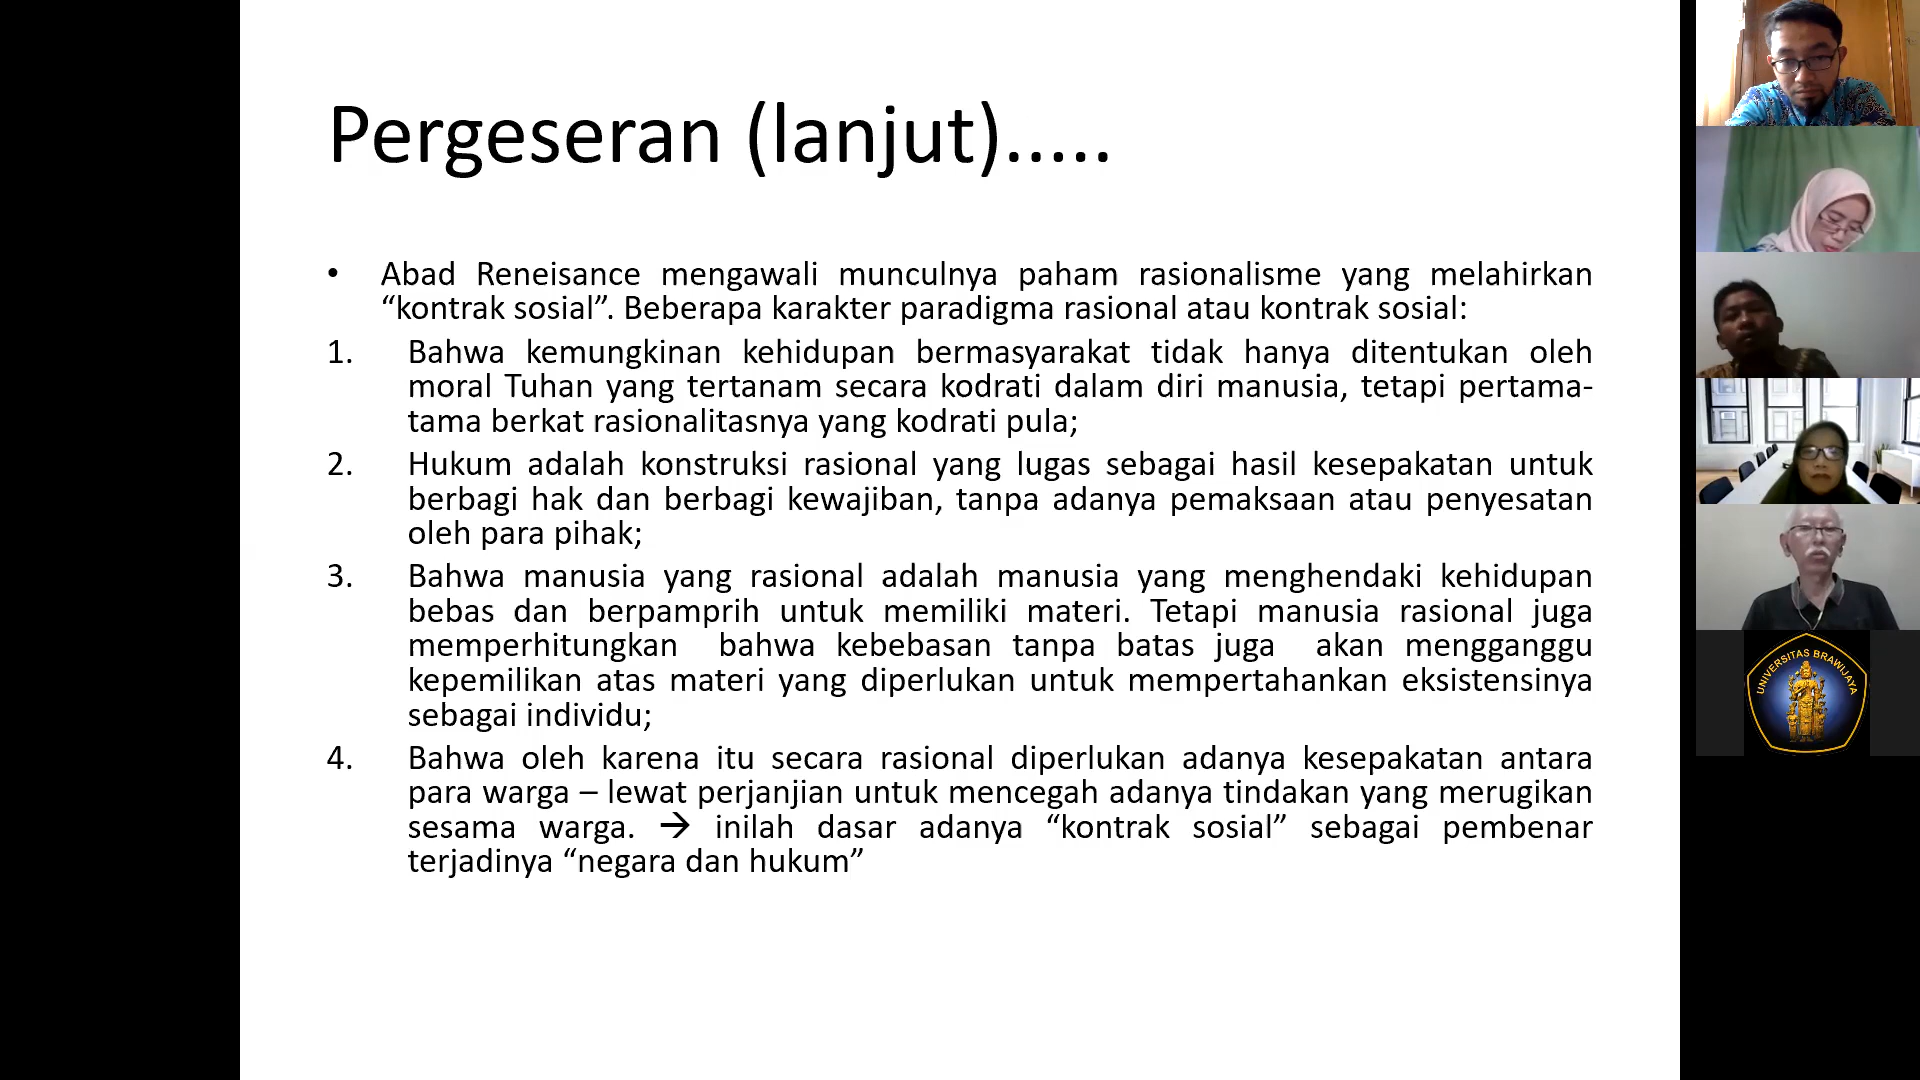 Pergeseran (lanjut).....
• Abad Reneisance mengawali munculnya paham rasionalisme yang melahirkan
“kontrak sosial”. Beberapa karakter paradigma rasional atau kontrak sosial:
1. Bahwa kemungkinan kehidupan bermasyarakat tidak hanya ditentukan oleh
moral Tuhan yang tertanam secara kodrati dalam diri manusia, tetapi pertama-
tama berkat rasionalitasnya yang kodrati pula;
2. Hukum adalah konstruksi rasional yang lugas sebagai hasil kesepakatan untuk
berbagi hak dan berbagi kewajiban, tanpa adanya pemaksaan atau penyesatan
oleh para pihak;
3. Bahwa manusia yang rasional adalah manusia yang menghendaki kehidupan
bebas dan berpamprih untuk memiliki materi. Tetapi manusia rasional juga
memperhitungkan bahwa kebebasan tanpa batas juga akan mengganggu
kepemilikan atas materi yang diperlukan untuk mempertahankan eksistensinya
sebagai individu;
4. Bahwa oleh karena itu secara rasional diperlukan adanya kesepakatan antara
para warga – lewat perjanjian untuk mencegah adanya tindakan yang merugikan
sesama warga. → inilah dasar adanya “kontrak sosial” sebagai pembenar
terjadinya “negara dan hukum”
UNIVERSITAS BRAWIJAYA